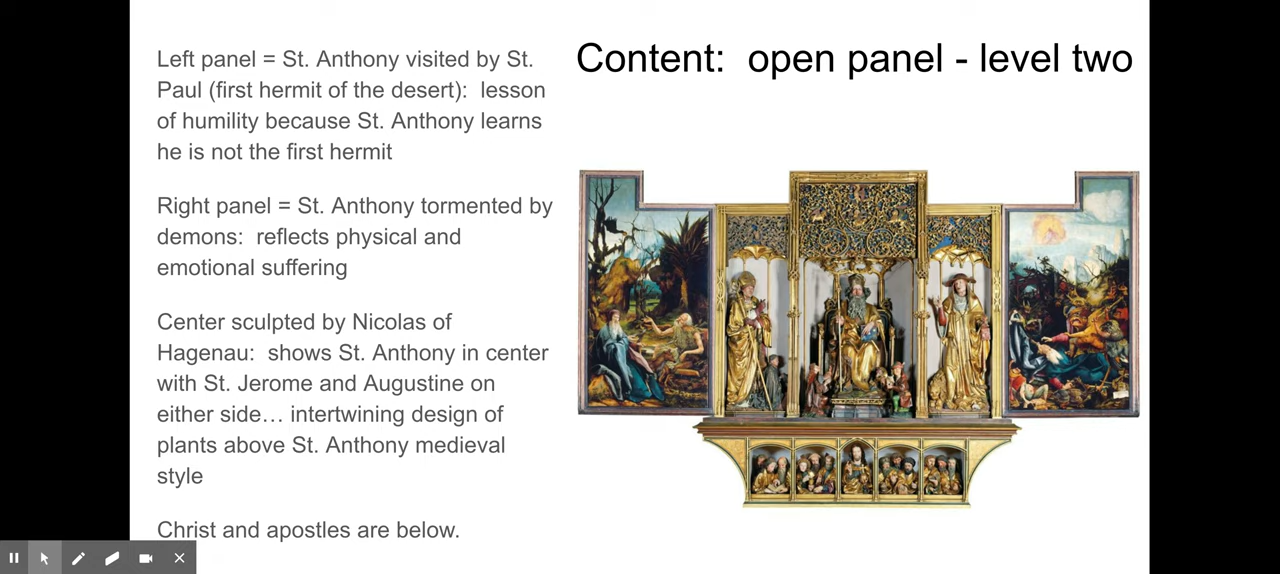 Content:  open panel - level two
Left panel = St. Anthony visited by St.
Paul (first hermit of the desert):  lesson
of humility because St. Anthony learns
he is not the first hermit
Right panel = St. Anthony tormented by
demons:  reflects physical and
emotional suffering
Center sculpted by Nicolas of
Hagenau:  shows St. Anthony in center
with St. Jerome and Augustine on
either side… intertwining design of
plants above St. Anthony medieval
style
Christ and apostles are below.